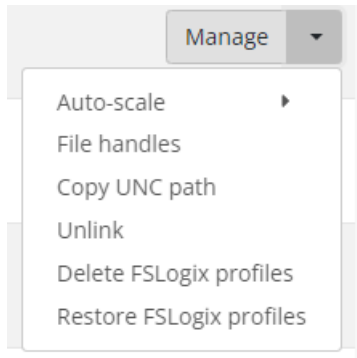 Manage
Auto-scale
File handles
Copy UNC path
Unlink
Delete FSLogix profiles
Restore FSLogix profiles